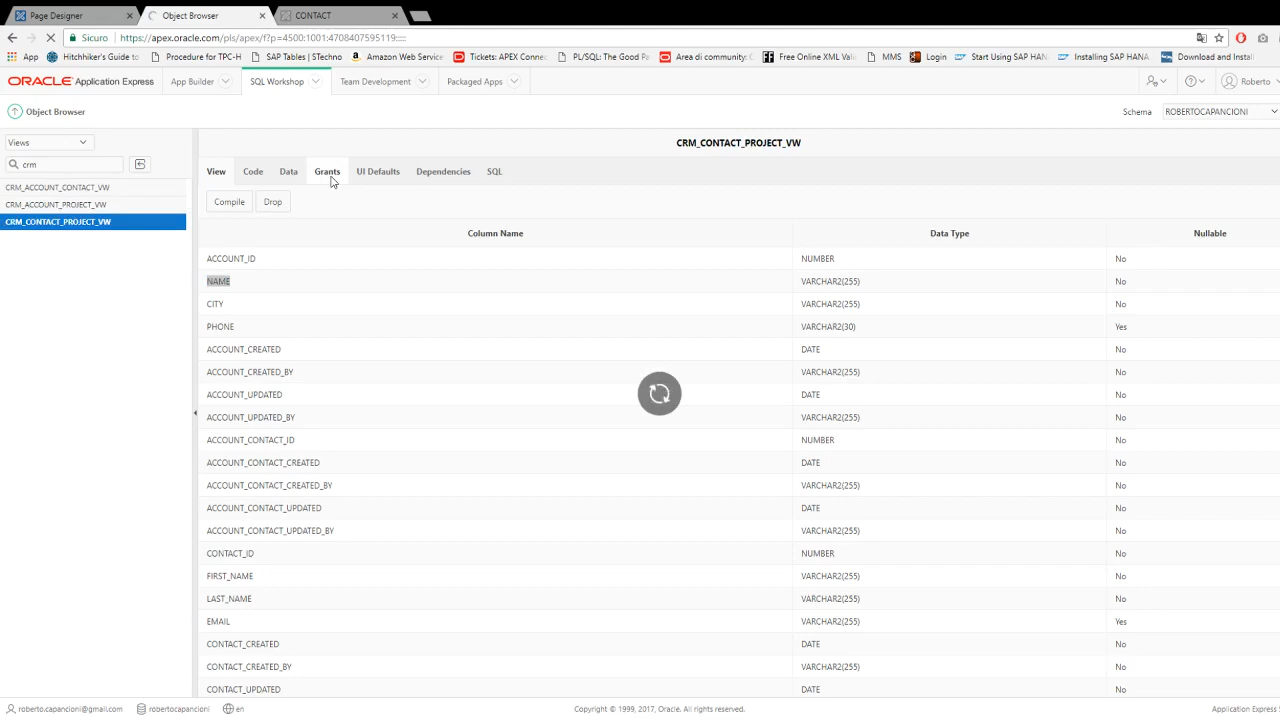 Page Designer
Object Browser
CONTACT
Sicuro https://apex.oracle.com/pls/apex/f?p=4500:1001:4708407595119:::::
App Hitchhiker's Guide to Procedure for TPC-H SAP Tables | STechno Amazon Web Service Tickets: APEX Connec PL/SQL: The Good Pa Area di community: C Free Online XML Vali MMS Login Start Using SAP HANA Installing SAP HANA Download and Install
ORACLE Application Express App Builder SQL Workshop Team Development Packaged Apps Roberto
Object Browser Schema ROBERTOCAPANCIONI
Views
crm
CRM_ACCOUNT_CONTACT_VW
CRM_ACCOUNT_PROJECT_VW
CRM_CONTACT_PROJECT_VW
CRM_CONTACT_PROJECT_VW
View Code Data Grants UI Defaults Dependencies SQL
Compile Drop
Column Name Data Type Nullable
ACCOUNT_ID NUMBER No
NAME VARCHAR2(255) No
CITY VARCHAR2(255) No
PHONE VARCHAR2(30) Yes
ACCOUNT_CREATED DATE No
ACCOUNT_CREATED_BY VARCHAR2(255) No
ACCOUNT_UPDATED DATE No
ACCOUNT_UPDATED_BY VARCHAR2(255) No
ACCOUNT_CONTACT_ID NUMBER No
ACCOUNT_CONTACT_CREATED DATE No
ACCOUNT_CONTACT_CREATED_BY VARCHAR2(255) No
ACCOUNT_CONTACT_UPDATED DATE No
ACCOUNT_CONTACT_UPDATED_BY VARCHAR2(255) No
CONTACT_ID NUMBER No
FIRST_NAME VARCHAR2(255) No
LAST_NAME VARCHAR2(255) No
EMAIL VARCHAR2(255) Yes
CONTACT_CREATED DATE No
CONTACT_CREATED_BY VARCHAR2(255) No
CONTACT_UPDATED DATE No
roberto.capancioni@gmail.com robertocapancioni en Copyright © 1999, 2017, Oracle. All rights reserved. Application Express